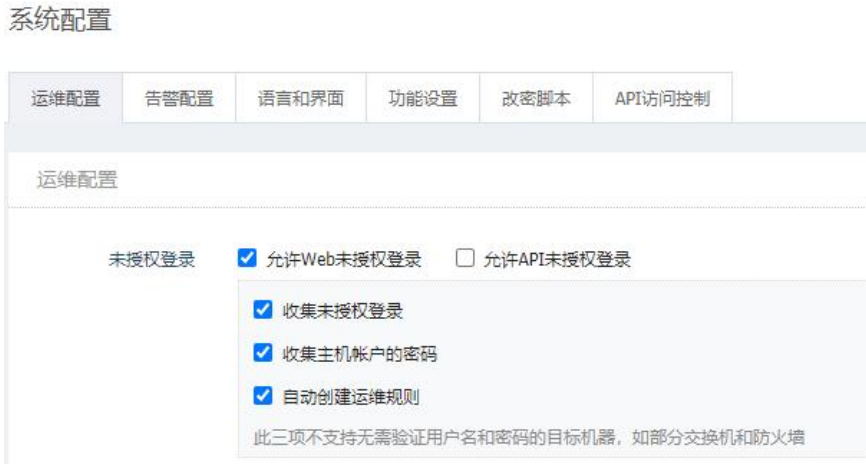 系统配置
运维配置 告警配置 语言和界面 功能设置 改密脚本 API访问控制
运维配置
未授权登录 允许Web未授权登录 允许API未授权登录
收集未授权登录
收集主机帐户的密码
自动创建运维规则
此三项不支持无需验证用户名和密码的目标机器，如部分交换机和防火墙